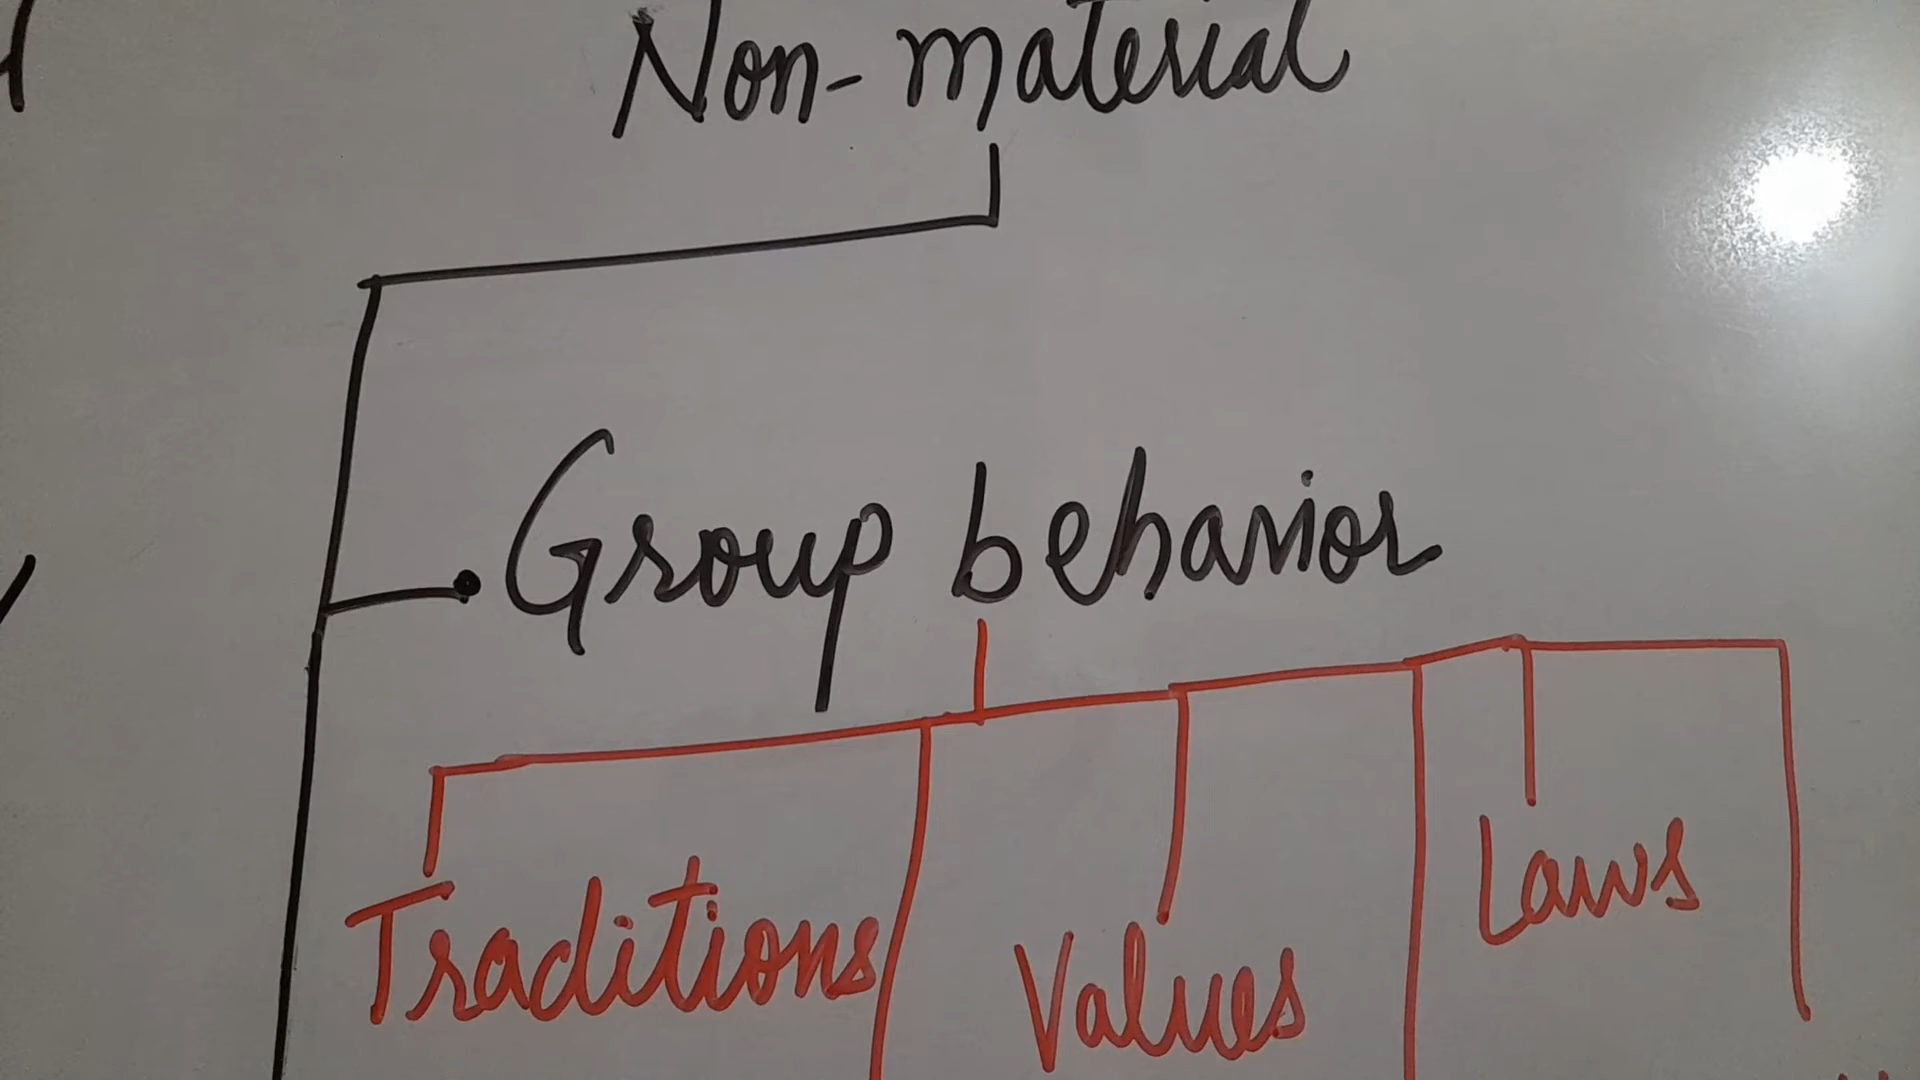 Non-material
Group behavior
Traditions
Values
Laws